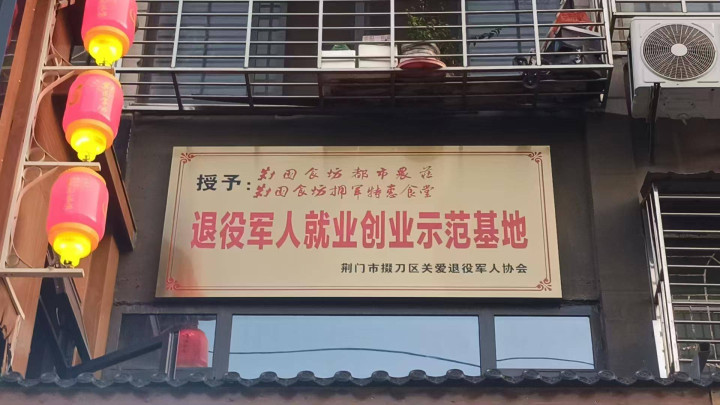 授予：荆田食坊都市农庄
荆田食坊拥军特惠食堂
退役军人就业创业示范基地
荆门市掇刀区关爱退役军人协会